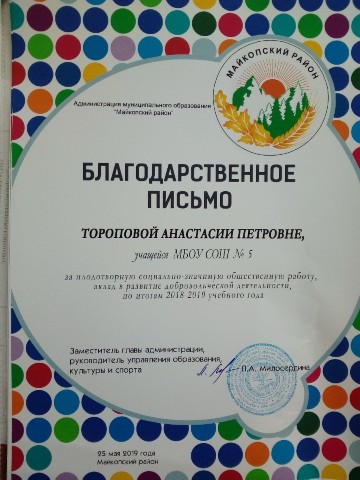 Администрация муниципального образования
"Майкопский район"
МАЙКОПСКИЙ РАЙОН
БЛАГОДАРСТВЕННОЕ
ПИСЬМО
ТОРОПОВОЙ АНАСТАСИИ ПЕТРОВНЕ,
учащейся МБОУ СОШ № 5
за плодотворную социально-значимую общественную работу,
вклад в развитие добровольческой деятельности,
по итогам 2018-2019 учебного года
Заместитель главы администрации,
руководитель управления образования,
культуры и спорта
П.А. Милосердина
25 мая 2019 года
Майкопский район